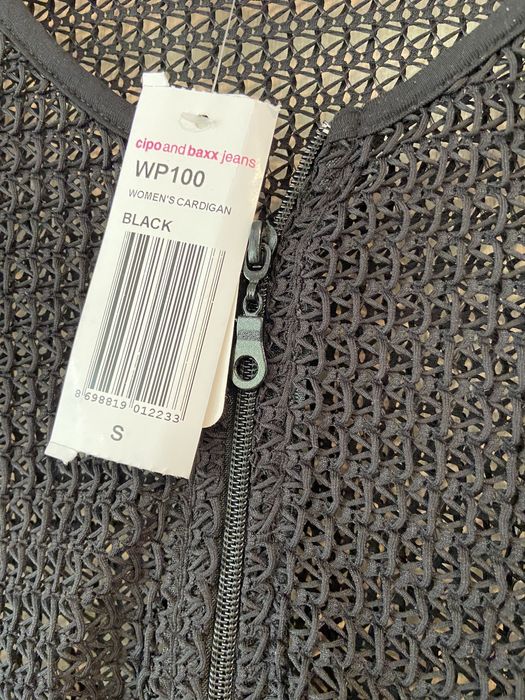 cipo and baxx jeans
WP100
WOMEN'S CARDIGAN
BLACK
8 698819 012233
S